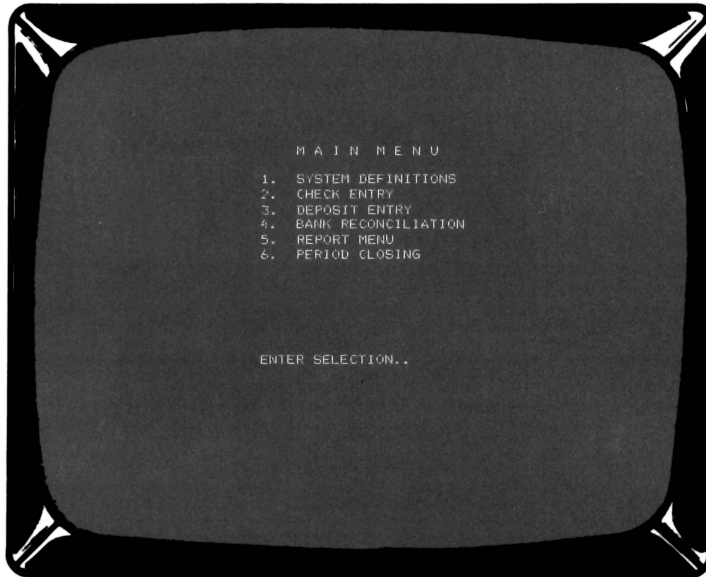 M A I N M E N U
1. SYSTEM DEFINITIONS
2. CHECK ENTRY
3. DEPOSIT ENTRY
4. BANK RECONCILIATION
5. REPORT MENU
6. PERIOD CLOSING
ENTER SELECTION..